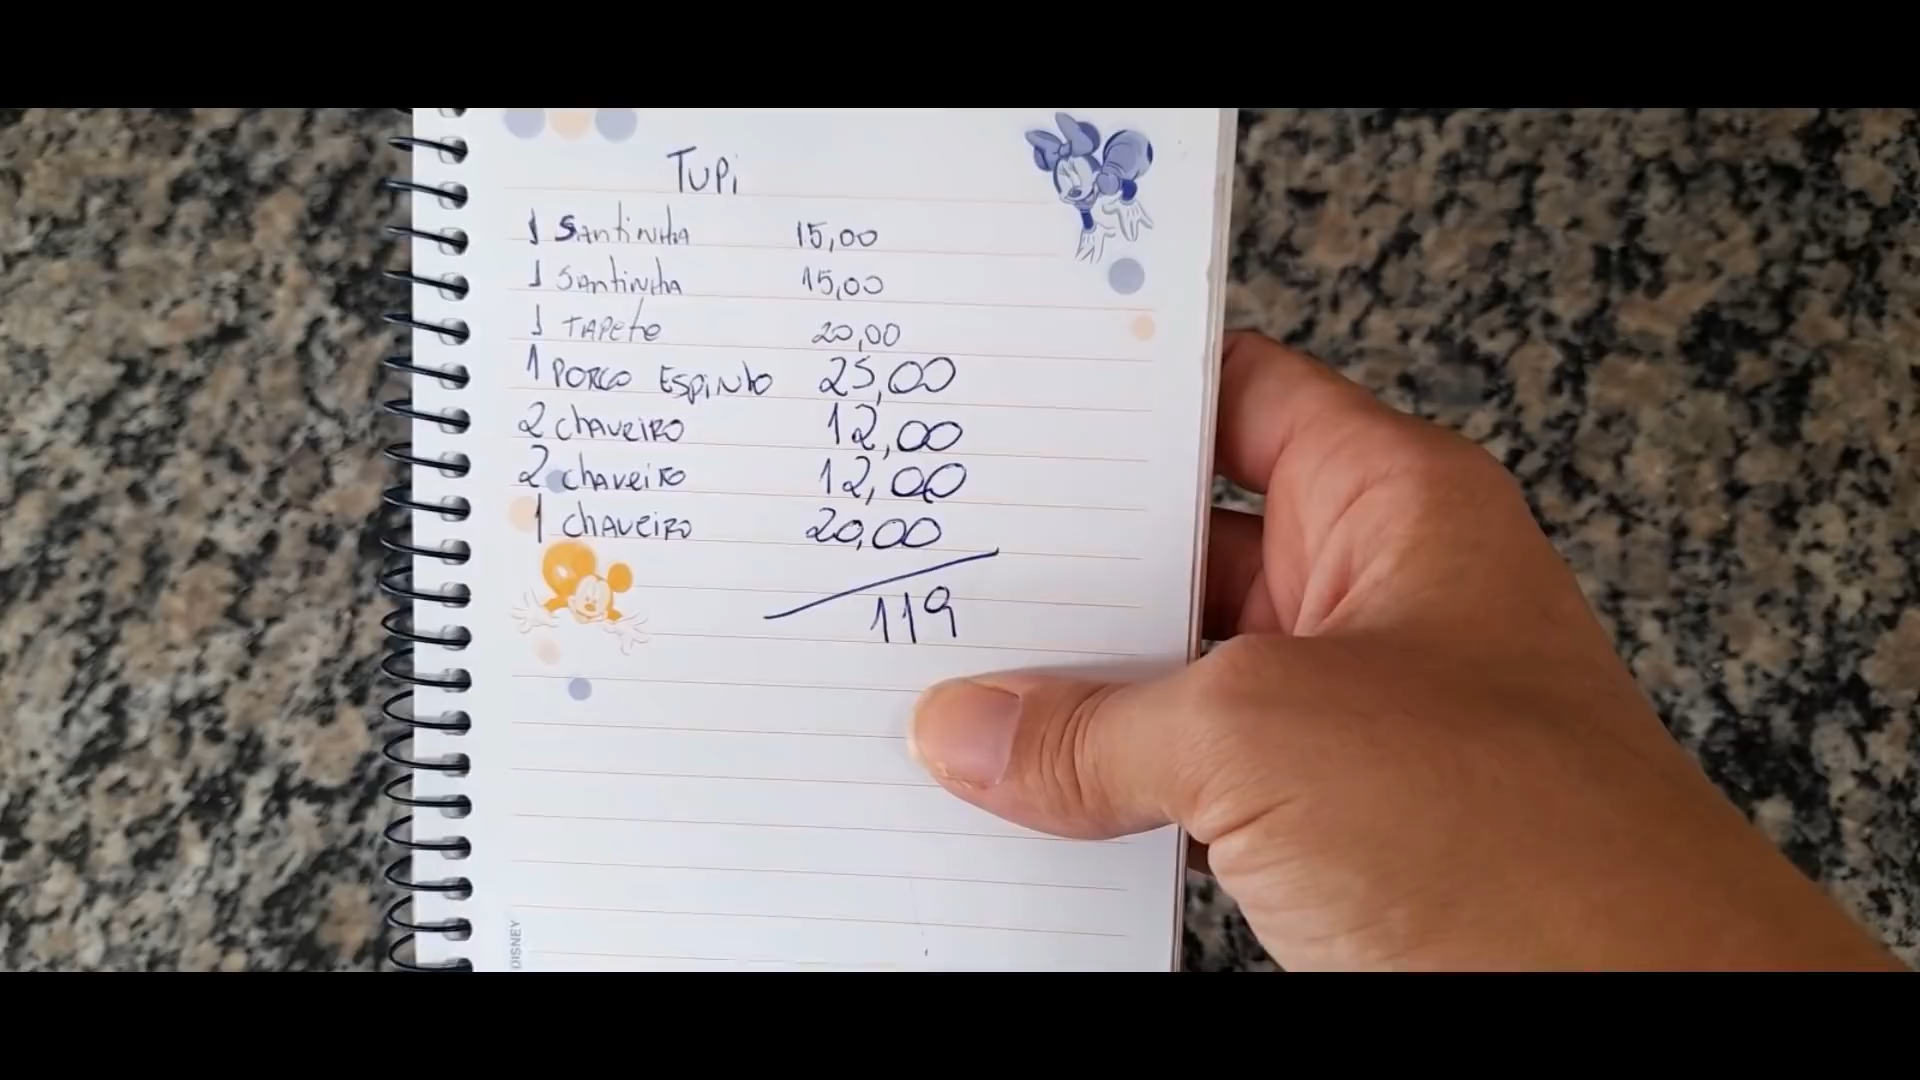 Tupi
1 Santinha 15,00
1 Santinha 15,00
1 TAPete 20,00
1 PORCO ESPiNhO 25,00
2 chAVEiRO 12,00
2 chAVeiRO 12,00
1 chAVeiRO 20,00
119
DISNEY